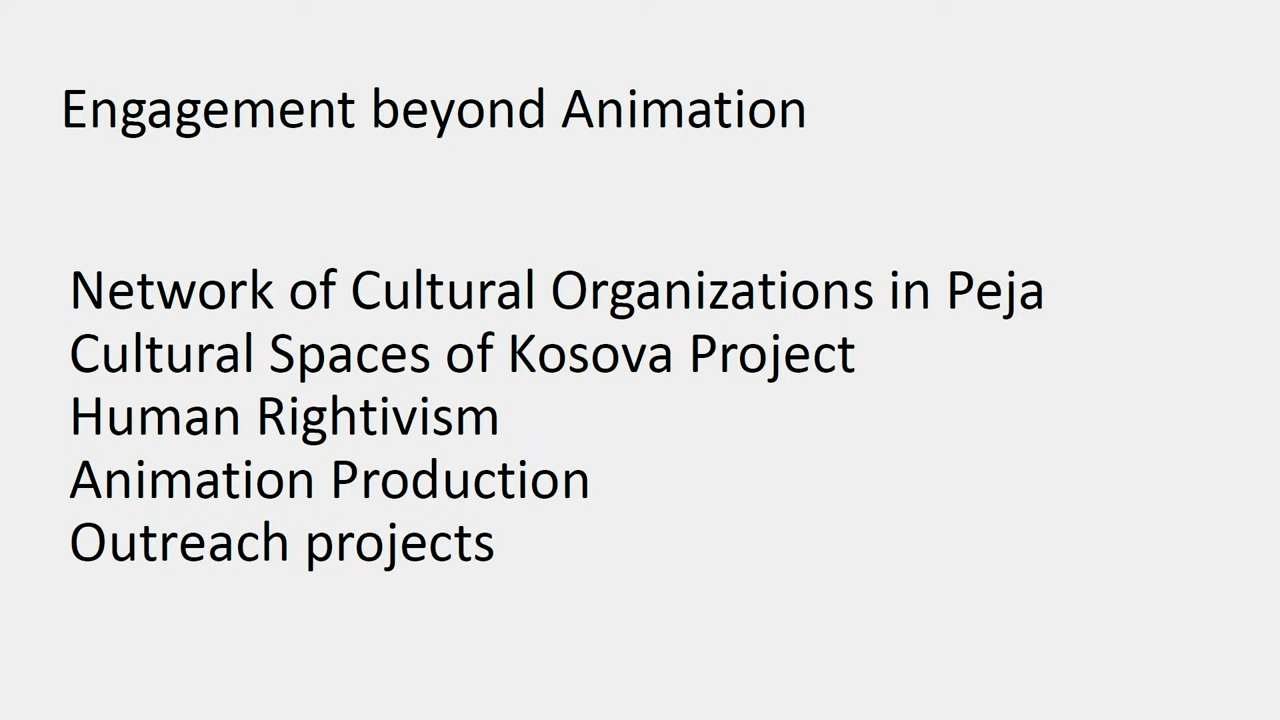 Engagement beyond Animation
Network of Cultural Organizations in Peja
Cultural Spaces of Kosova Project
Human Rightivism
Animation Production
Outreach projects